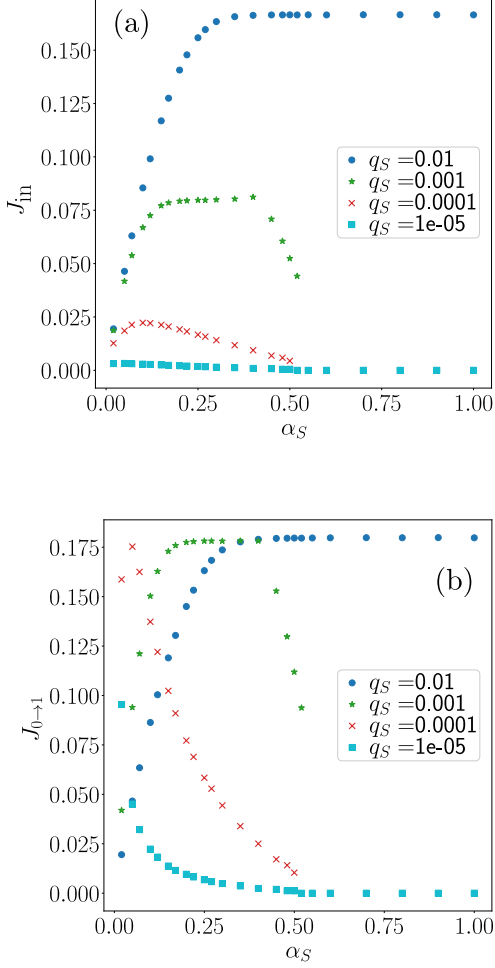 (a)
0.150
0.125
0.100
0.075
0.050
0.025
0.000
J_in
q_S = 0.01
q_S = 0.001
q_S = 0.0001
q_S = 1e-05
0.00 0.25 0.50 0.75 1.00
α_S
(b)
0.175
0.150
0.125
0.100
0.075
0.050
0.025
0.000
J_{0→1}
q_S = 0.01
q_S = 0.001
q_S = 0.0001
q_S = 1e-05
0.00 0.25 0.50 0.75 1.00
α_S